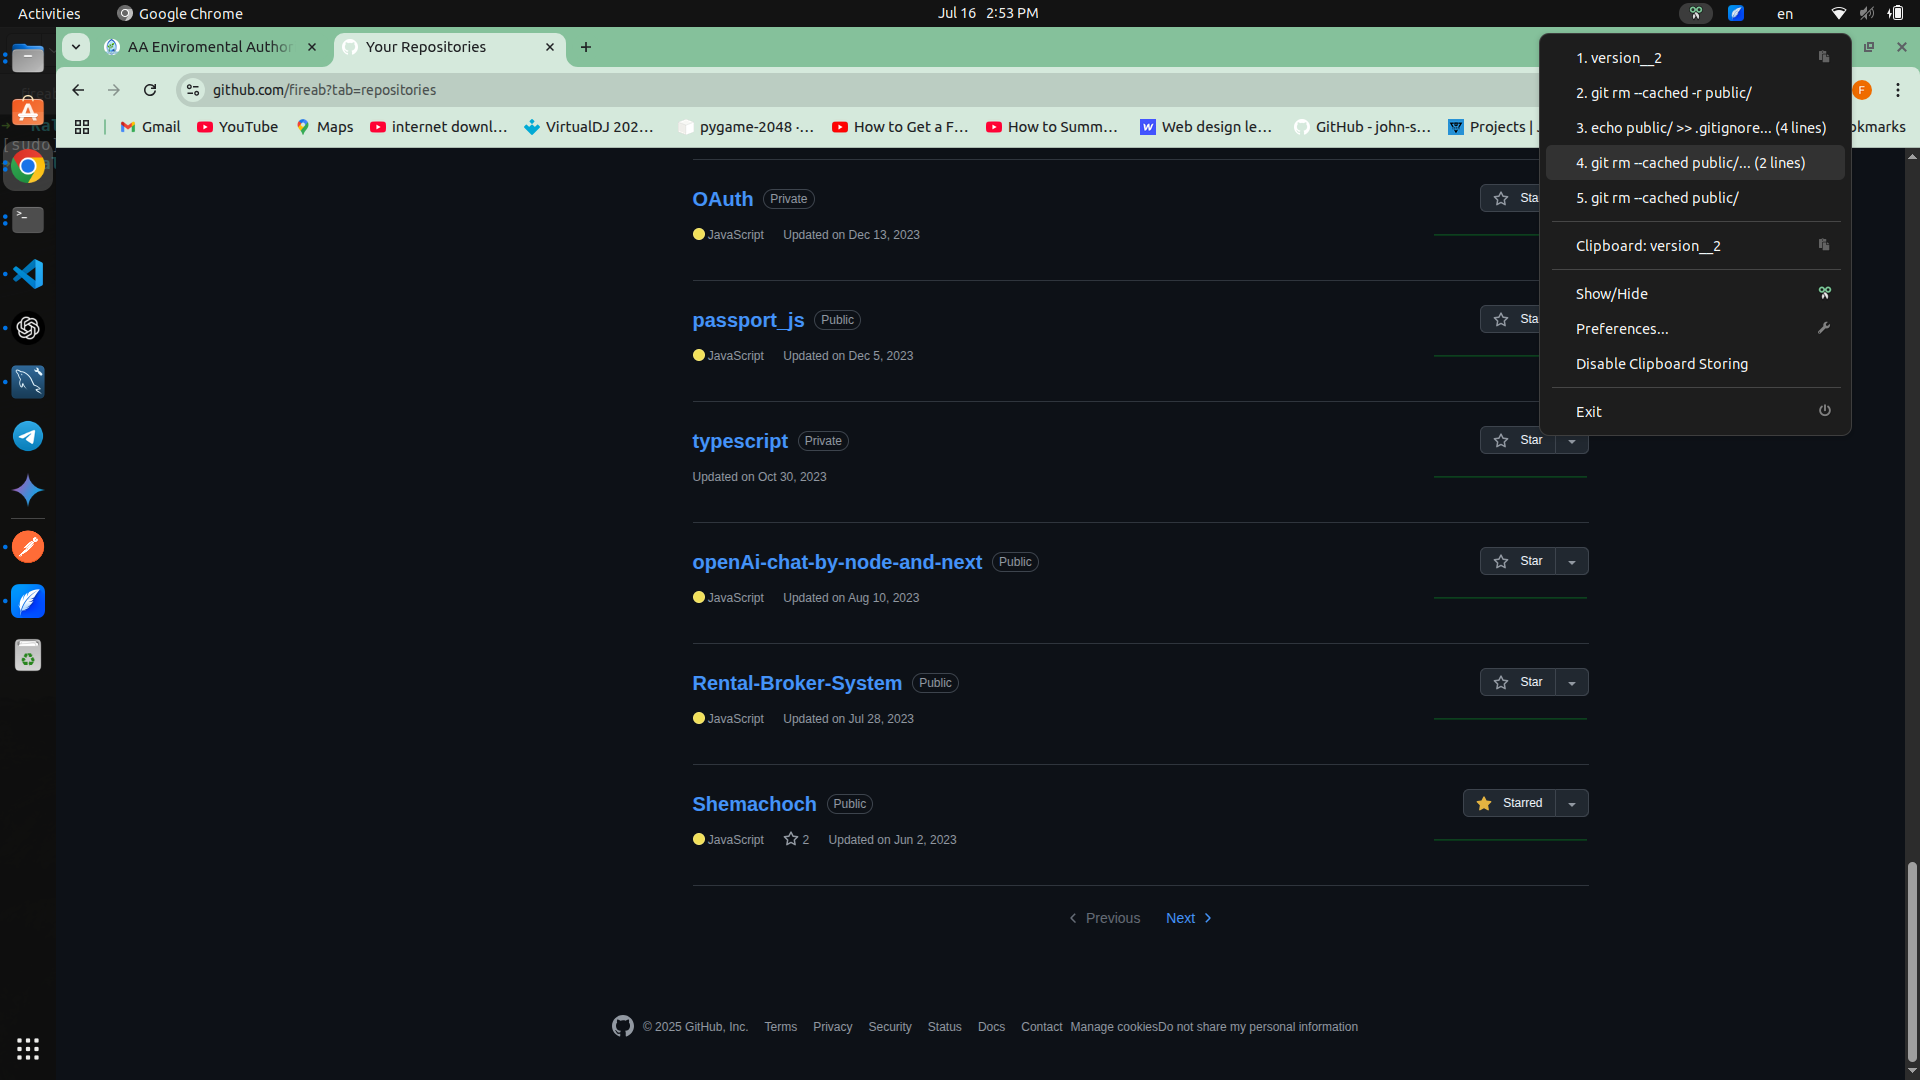 Activities
Google Chrome
Jul 16 2:53 PM
en
AA Enviromental Author
Your Repositories
github.com/fireab?tab=repositories
F
Gmail
YouTube
Maps
internet downl...
VirtualDJ 202...
pygame-2048 -...
How to Get a F...
How to Summ...
Web design le...
GitHub - john-s...
Projects |
okmarks
[sudo
OAuth
Private
JavaScript
Updated on Dec 13, 2023
passport_js
Public
JavaScript
Updated on Dec 5, 2023
typescript
Private
Star
Updated on Oct 30, 2023
openAi-chat-by-node-and-next
Public
Star
JavaScript
Updated on Aug 10, 2023
Rental-Broker-System
Public
Star
JavaScript
Updated on Jul 28, 2023
Shemachoch
Public
Starred
JavaScript
2
Updated on Jun 2, 2023
Previous
Next
© 2025 GitHub, Inc.
Terms
Privacy
Security
Status
Docs
Contact
Manage cookies
Do not share my personal information
1. version__2
2. git rm --cached -r public/
3. echo public/ >> .gitignore... (4 lines)
4. git rm --cached public/... (2 lines)
5. git rm --cached public/
Clipboard: version__2
Show/Hide
Preferences...
Disable Clipboard Storing
Exit